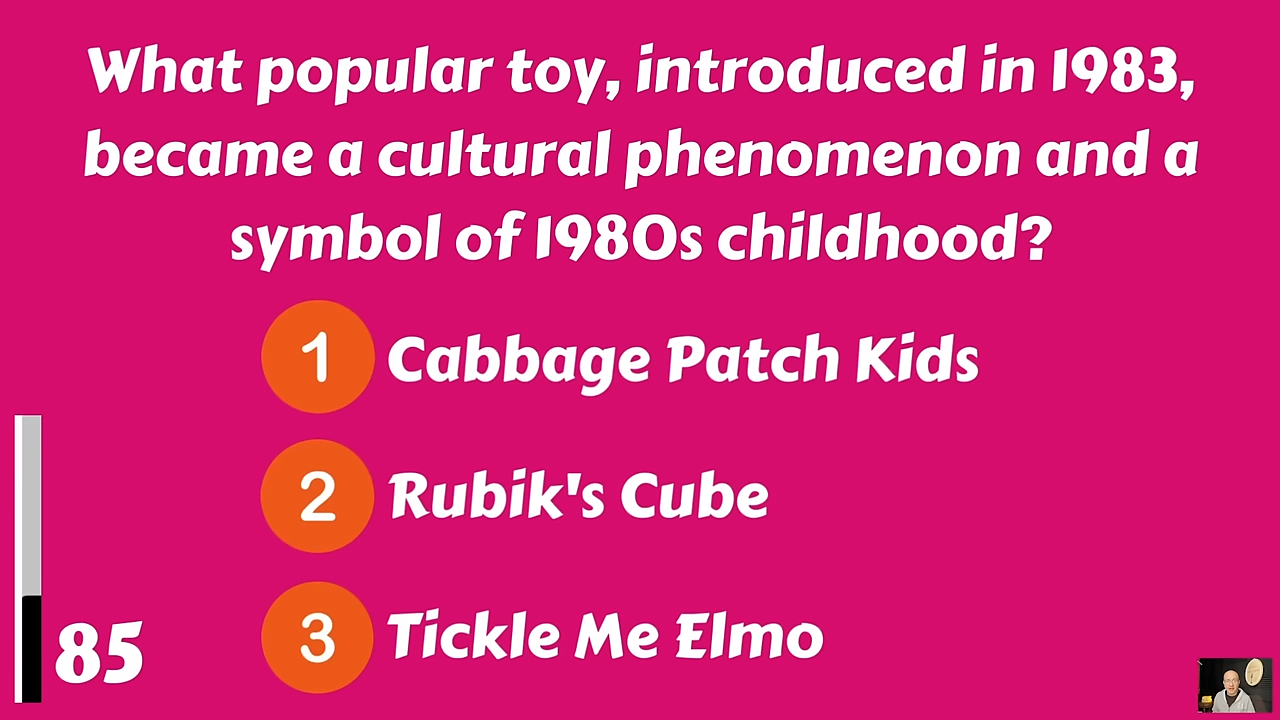 What popular toy, introduced in 1983,
became a cultural phenomenon and a
symbol of 1980s childhood?
1 Cabbage Patch Kids
2 Rubik's Cube
3 Tickle Me Elmo
85